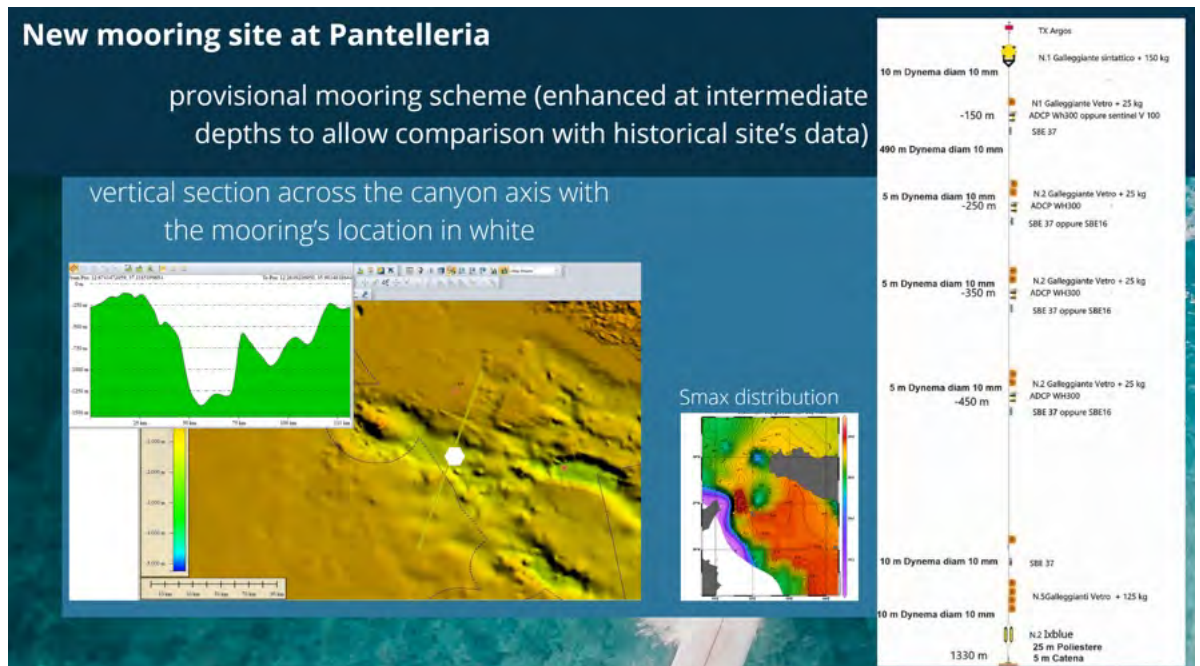 New mooring site at Pantelleria
provisional mooring scheme (enhanced at intermediate
depths to allow comparison with historical site's data)
vertical section across the canyon axis with
the mooring's location in white
Smax distribution
TX Argos
N.1 Galleggiante sintattico + 150 kg
10 m Dynema diam 10 mm
N1 Galleggiante Vetro + 25 kg
-150 m
ADCP Wh300 oppure sentinel V 100
SBE 37
490 m Dynema diam 10 mm
N.2 Galleggiante Vetro + 25 kg
5 m Dynema diam 10 mm
-250 m
ADCP WH300
SBE 37 oppure SBE16
N.2 Galleggiante Vetro + 25 kg
5 m Dynema diam 10 mm
-350 m
ADCP WH300
SBE 37 oppure SBE16
N.2 Galleggiante Vetro + 25 kg
5 m Dynema diam 10 mm
ADCP WH300
-450 m
SBE 37 oppure SBE16
10 m Dynema diam 10 mm
SBE 37
N.5Galleggianti Vetro + 125 kg
10 m Dynema diam 10 mm
N.2 Ixblue
25 m Poliestere
1330 m
5 m Catena